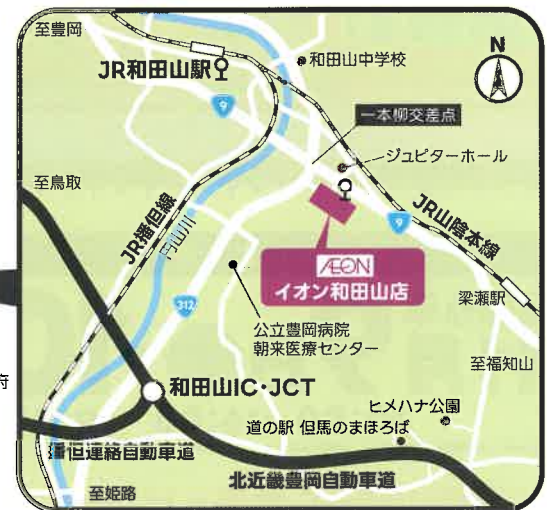 至豊岡
JR和田山駅
和田山中学校
N
9
一本柳交差点
ジュピターホール
至鳥取
JR播但線
円山川
JR山陰本線
9
ÆON
イオン和田山店
梁瀬駅
312
公立豊岡病院
朝来医療センター
至福知山
府
和田山IC・JCT
ヒメハナ公園
道の駅 但馬のまほろば
播但連絡自動車道
北近畿豊岡自動車道
至姫路